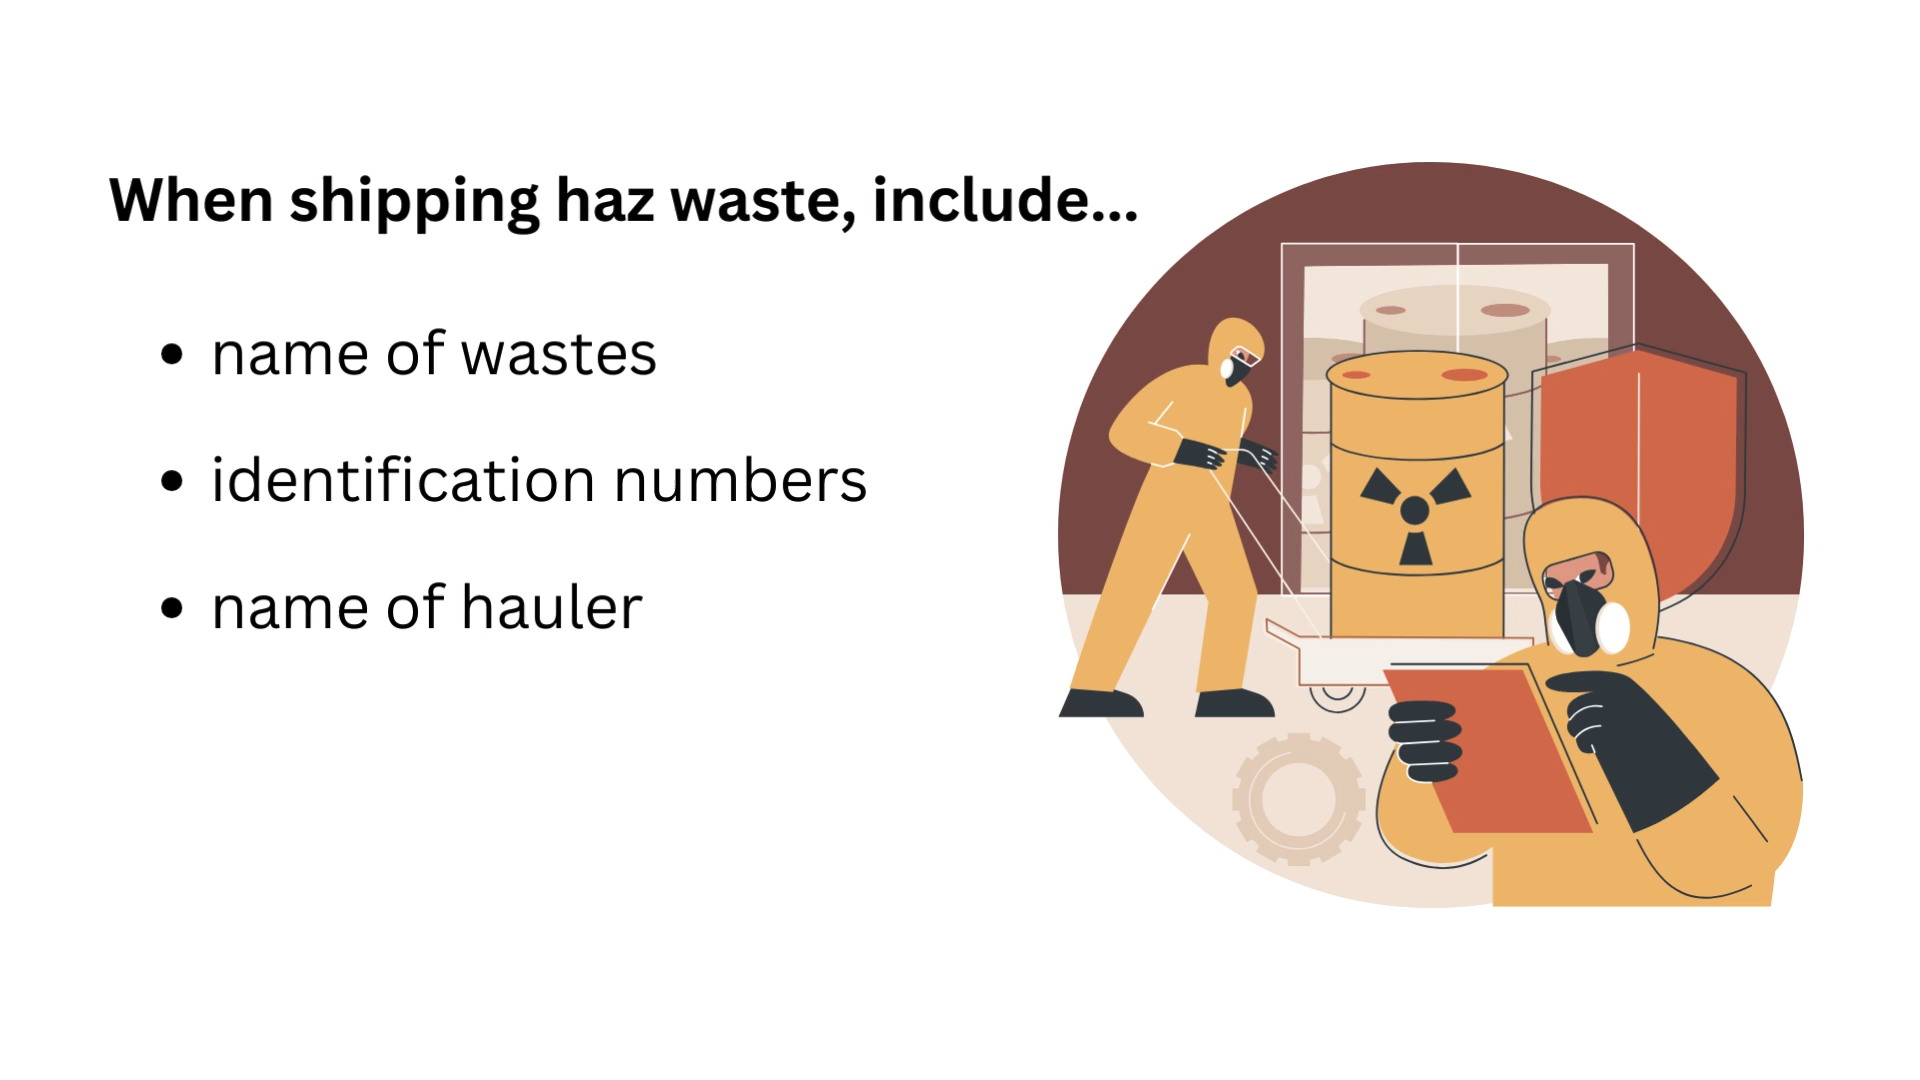 When shipping haz waste, include...
• name of wastes
• identification numbers
• name of hauler